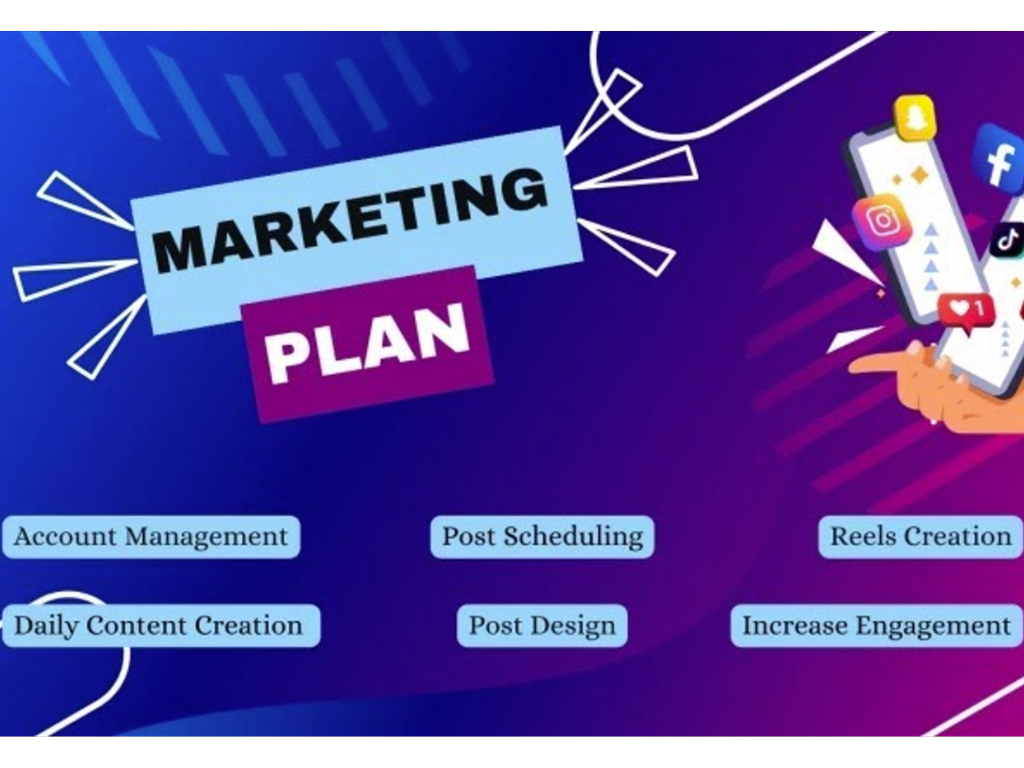 MARKETING
PLAN
1
Account Management
Post Scheduling
Reels Creation
Daily Content Creation
Post Design
Increase Engagement